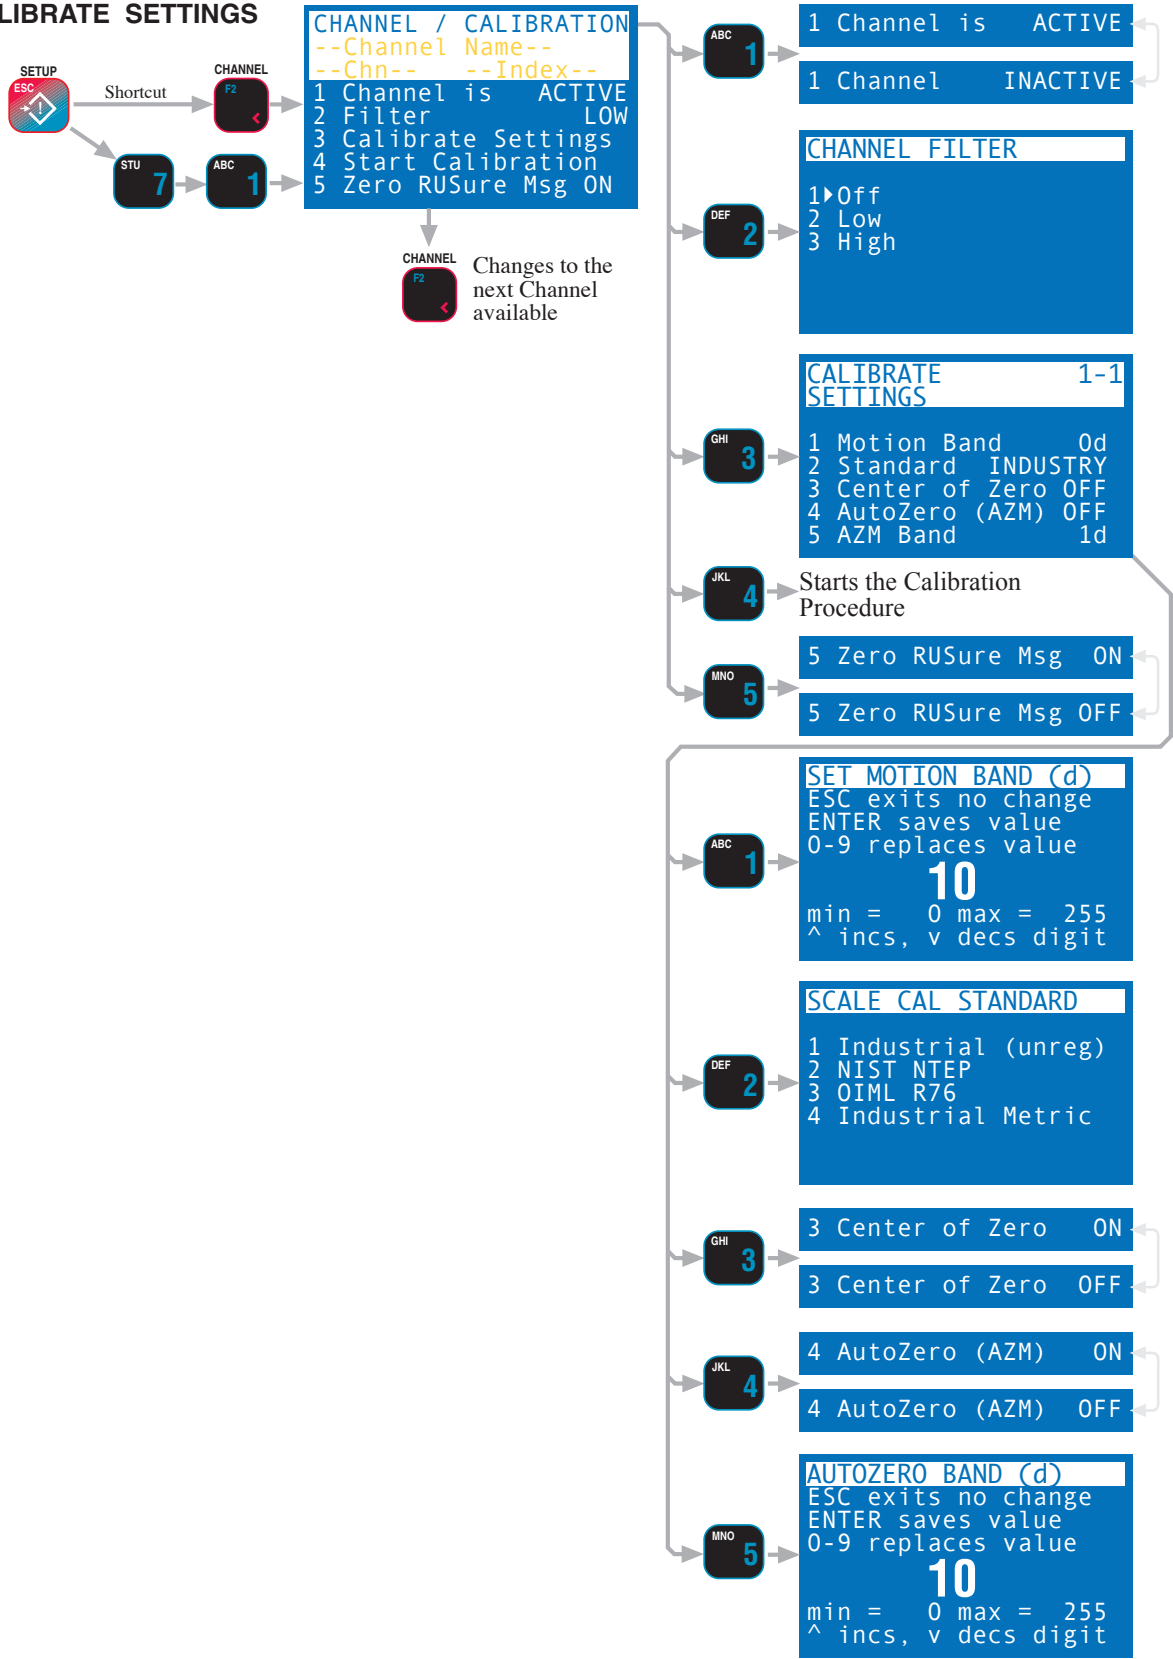 LIBRATE SETTINGS
SETUP
ESC
Shortcut
CHANNEL
F2
STU
7
ABC
1
CHANNEL / CALIBRATION
--Channel Name--
--Chn-- --Index--
1 Channel is ACTIVE
2 Filter LOW
3 Calibrate Settings
4 Start Calibration
5 Zero RUSure Msg ON
CHANNEL
F2
Changes to the
next Channel
available
ABC
1
1 Channel is ACTIVE
1 Channel INACTIVE
DEF
2
CHANNEL FILTER
1 Off
2 Low
3 High
GHI
3
CALIBRATE 1-1
SETTINGS
1 Motion Band 0d
2 Standard INDUSTRY
3 Center of Zero OFF
4 AutoZero (AZM) OFF
5 AZM Band 1d
JKL
4
Starts the Calibration
Procedure
MNO
5
5 Zero RUSure Msg ON
5 Zero RUSure Msg OFF
ABC
1
SET MOTION BAND (d)
ESC exits no change
ENTER saves value
0-9 replaces value
10
min = 0 max = 255
^ incs, v decs digit
DEF
2
SCALE CAL STANDARD
1 Industrial (unreg)
2 NIST NTEP
3 OIML R76
4 Industrial Metric
GHI
3
3 Center of Zero ON
3 Center of Zero OFF
JKL
4
4 AutoZero (AZM) ON
4 AutoZero (AZM) OFF
MNO
5
AUTOZERO BAND (d)
ESC exits no change
ENTER saves value
0-9 replaces value
10
min = 0 max = 255
^ incs, v decs digit